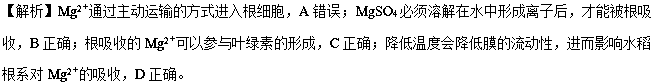 【解析】Mg²⁺通过主动运输的方式进入根细胞，A 错误；MgSO₄必须溶解在水中形成离子后，才能被根吸
收，B 正确；根吸收的 Mg²⁺可以参与叶绿素的形成，C 正确；降低温度会降低膜的流动性，进而影响水稻
根系对 Mg²⁺的吸收，D 正确。